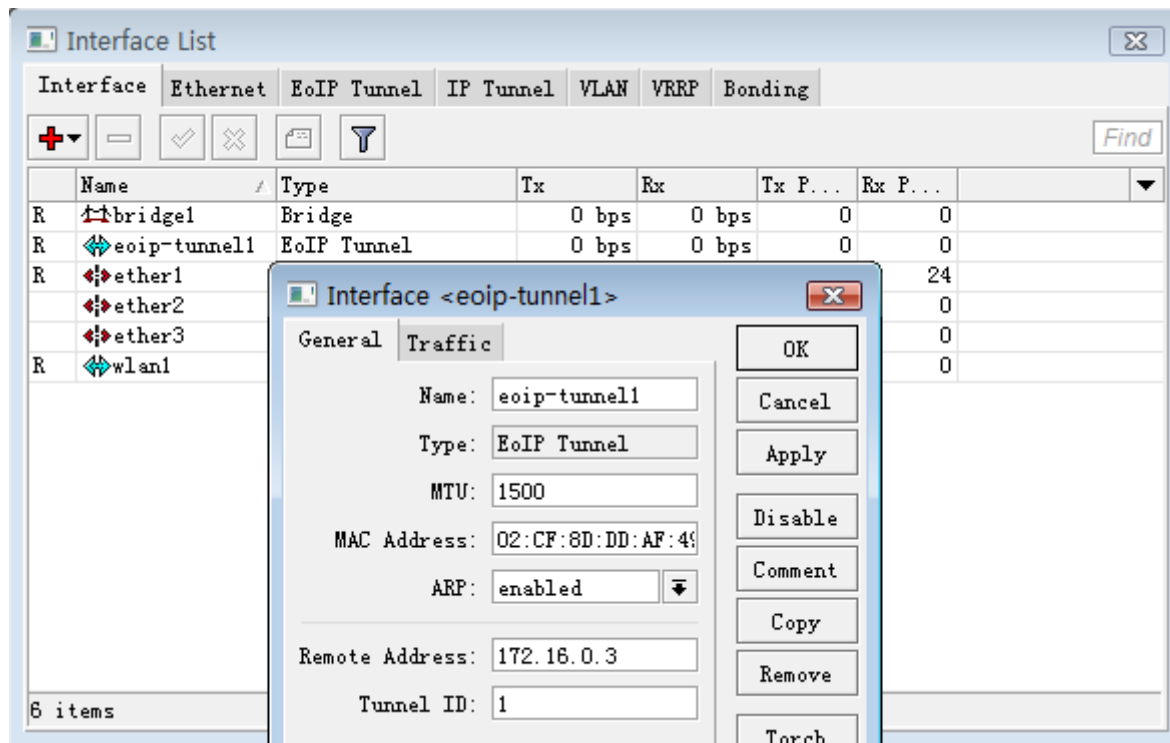 Interface List
Interface Ethernet EoIP Tunnel IP Tunnel VLAN VRRP Bonding
Find
Name Type Tx Rx Tx P... Rx P...
R bridge1 Bridge 0 bps 0 bps 0 0
R eoip-tunnel1 EoIP Tunnel 0 bps 0 bps 0 0
R ether1 24
ether2 0
ether3 0
R wlan1 0
6 items
Interface <eoip-tunnel1>
General Traffic
Name: eoip-tunnel1
Type: EoIP Tunnel
MTU: 1500
MAC Address: 02:CF:8D:DD:AF:49
ARP: enabled
Remote Address: 172.16.0.3
Tunnel ID: 1
OK
Cancel
Apply
Disable
Comment
Copy
Remove
Torch